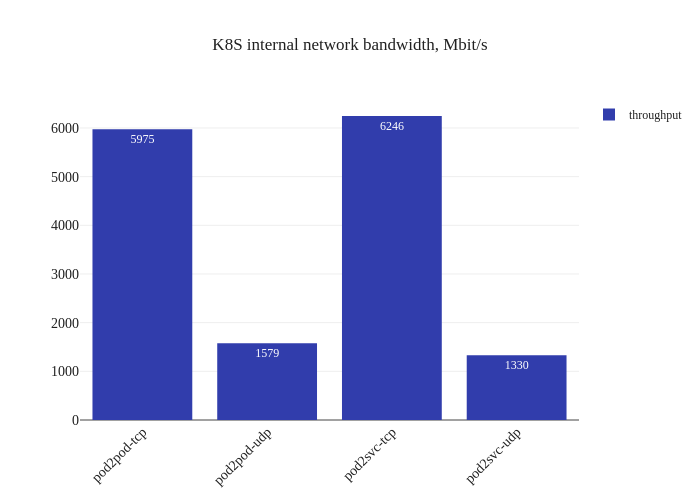 K8S internal network bandwidth, Mbit/s
throughput
6000
5000
4000
3000
2000
1000
0
5975
1579
6246
1330
pod2pod-tcp
pod2pod-udp
pod2svc-tcp
pod2svc-udp